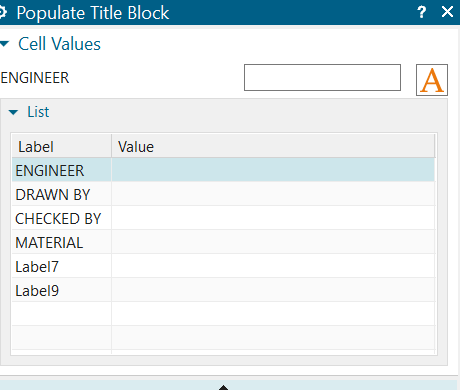 Populate Title Block ? ×
Cell Values
ENGINEER A
List
Label Value
ENGINEER
DRAWN BY
CHECKED BY
MATERIAL
Label7
Label9